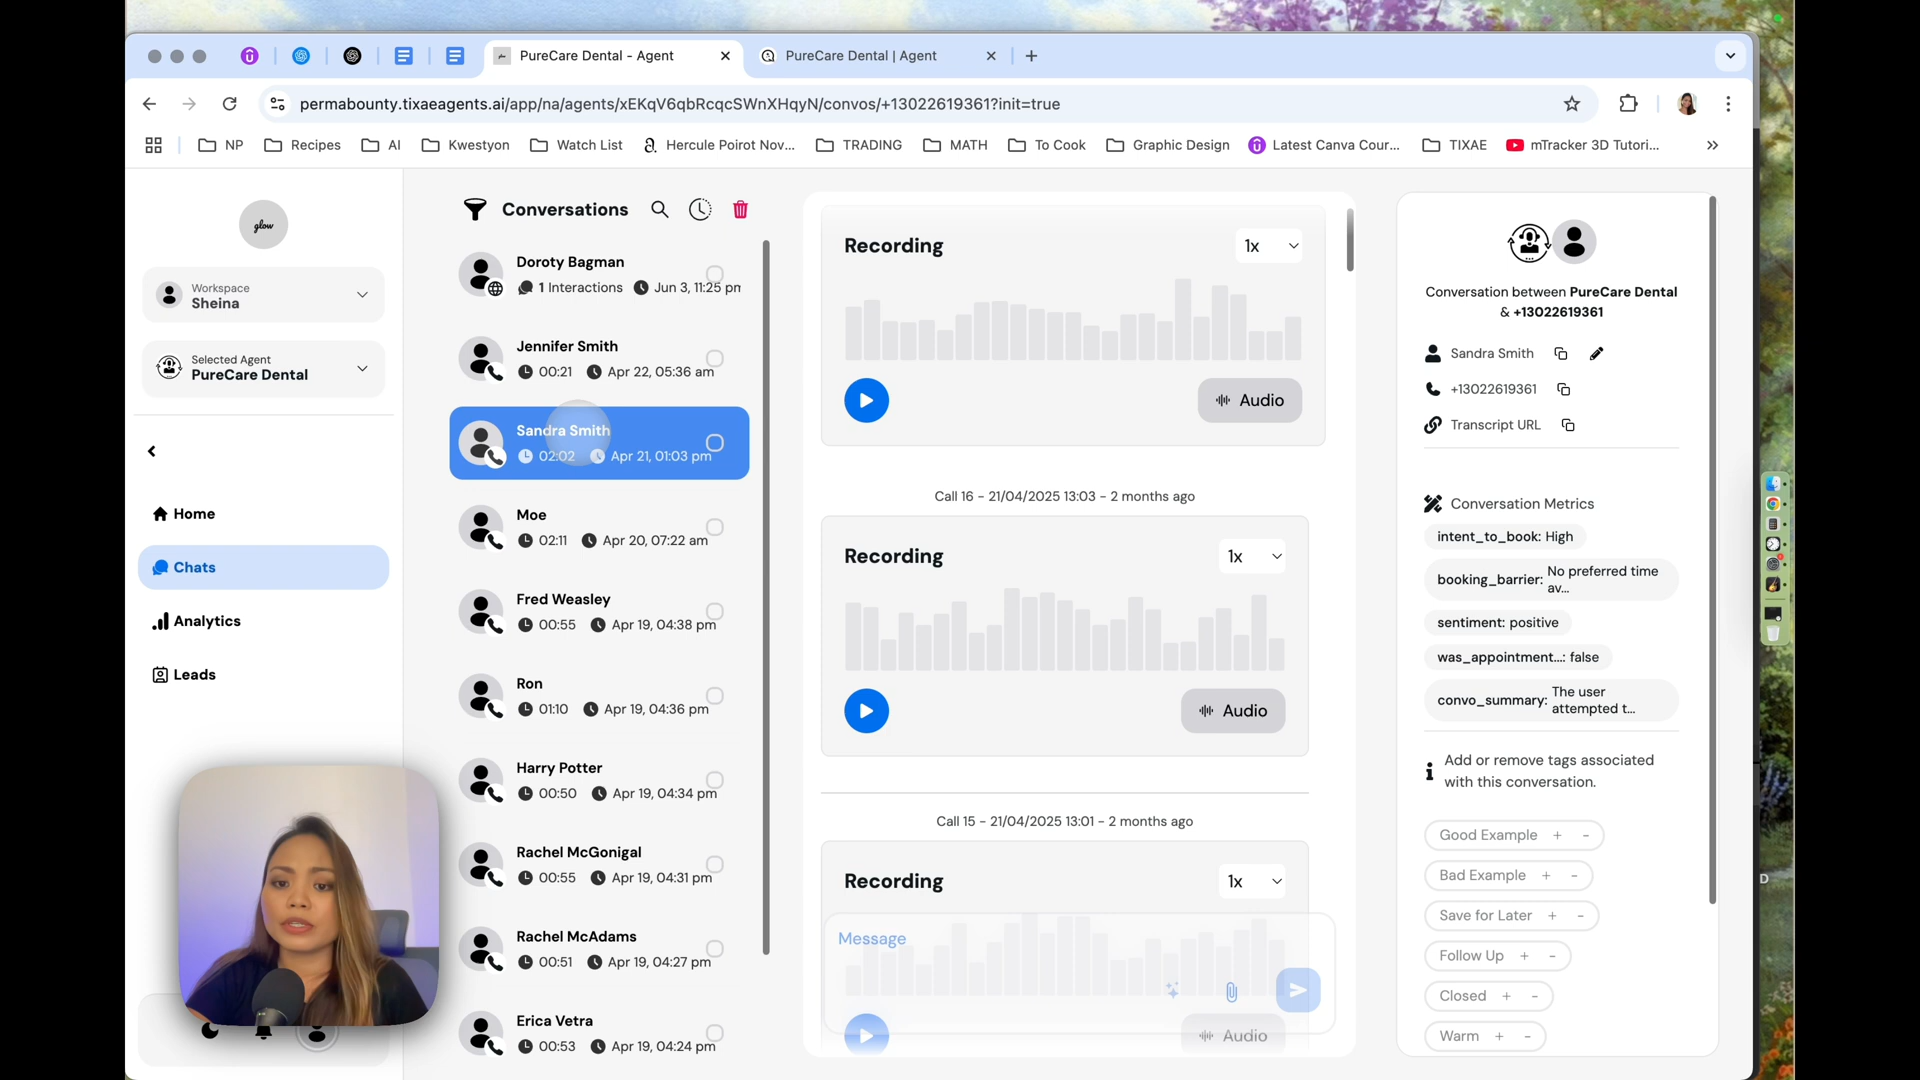 PureCare Dental - Agent
PureCare Dental | Agent
permabounty.tixaeagents.ai/app/na/agents/xEKqV6qbRcqcSWnXHqyN/convos/+13022619361?init=true
NP
Recipes
AI
Kwestyon
Watch List
Hercule Poirot Nov...
TRADING
MATH
To Cook
Graphic Design
Latest Canva Cour...
TIXAE
mTracker 3D Tutori...
glow
Workspace
Sheina
Selected Agent
PureCare Dental
Home
Chats
Analytics
Leads
Conversations
Doroty Bagman
1 Interactions Jun 3, 11:25 pm
Jennifer Smith
00:21 Apr 22, 05:36 am
Sandra Smith
02:02 Apr 21, 01:03 pm
Moe
02:11 Apr 20, 07:22 am
Fred Weasley
00:55 Apr 19, 04:38 pm
Ron
01:10 Apr 19, 04:36 pm
Harry Potter
00:50 Apr 19, 04:34 pm
Rachel McGonigal
00:55 Apr 19, 04:31 pm
Rachel McAdams
00:51 Apr 19, 04:27 pm
Erica Vetra
00:53 Apr 19, 04:24 pm
Recording 1x
Audio
Call 16 - 21/04/2025 13:03 - 2 months ago
Recording 1x
Audio
Call 15 - 21/04/2025 13:01 - 2 months ago
Recording 1x
Message
Audio
Conversation between PureCare Dental
& +13022619361
Sandra Smith
+13022619361
Transcript URL
Conversation Metrics
intent_to_book: High
booking_barrier: No preferred time
av...
sentiment: positive
was_appointment...: false
convo_summary: The user
attempted t...
Add or remove tags associated
with this conversation.
Good Example + -
Bad Example + -
Save for Later + -
Follow Up + -
Closed + -
Warm + -